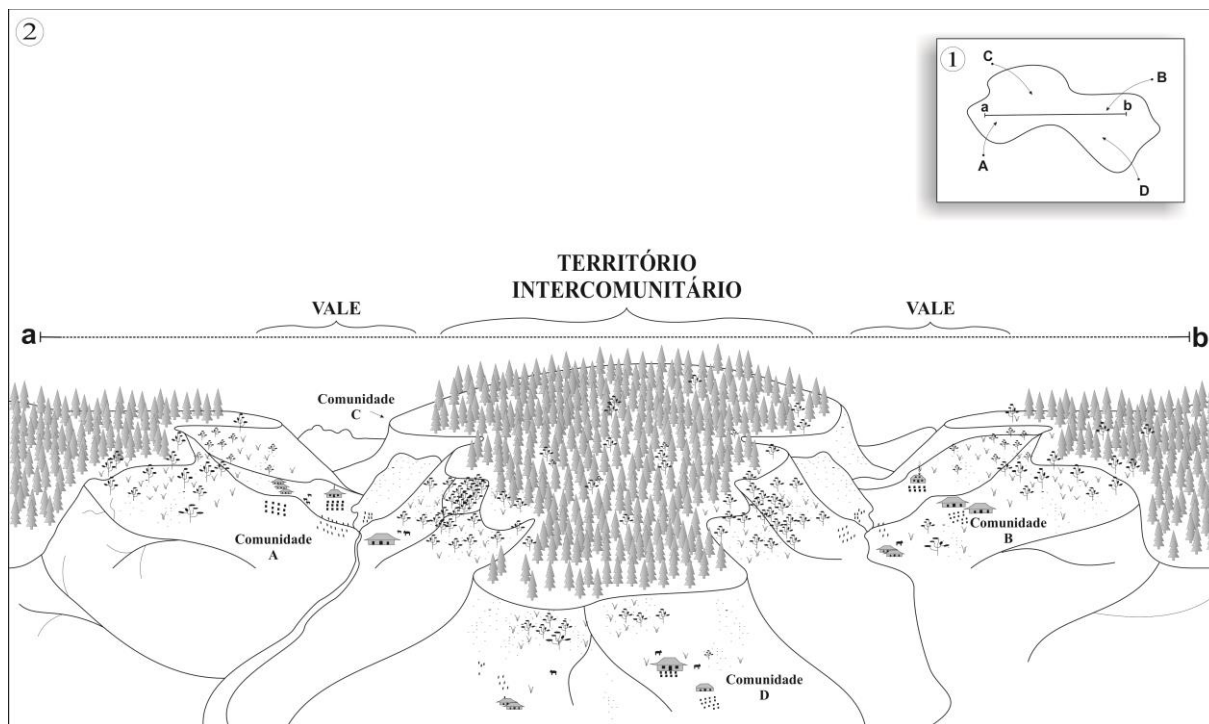 2
1
C
B
a
b
A
D
TERRITÓRIO
INTERCOMUNITÁRIO
VALE
VALE
a
b
Comunidade
C
Comunidade
A
Comunidade
B
Comunidade
D